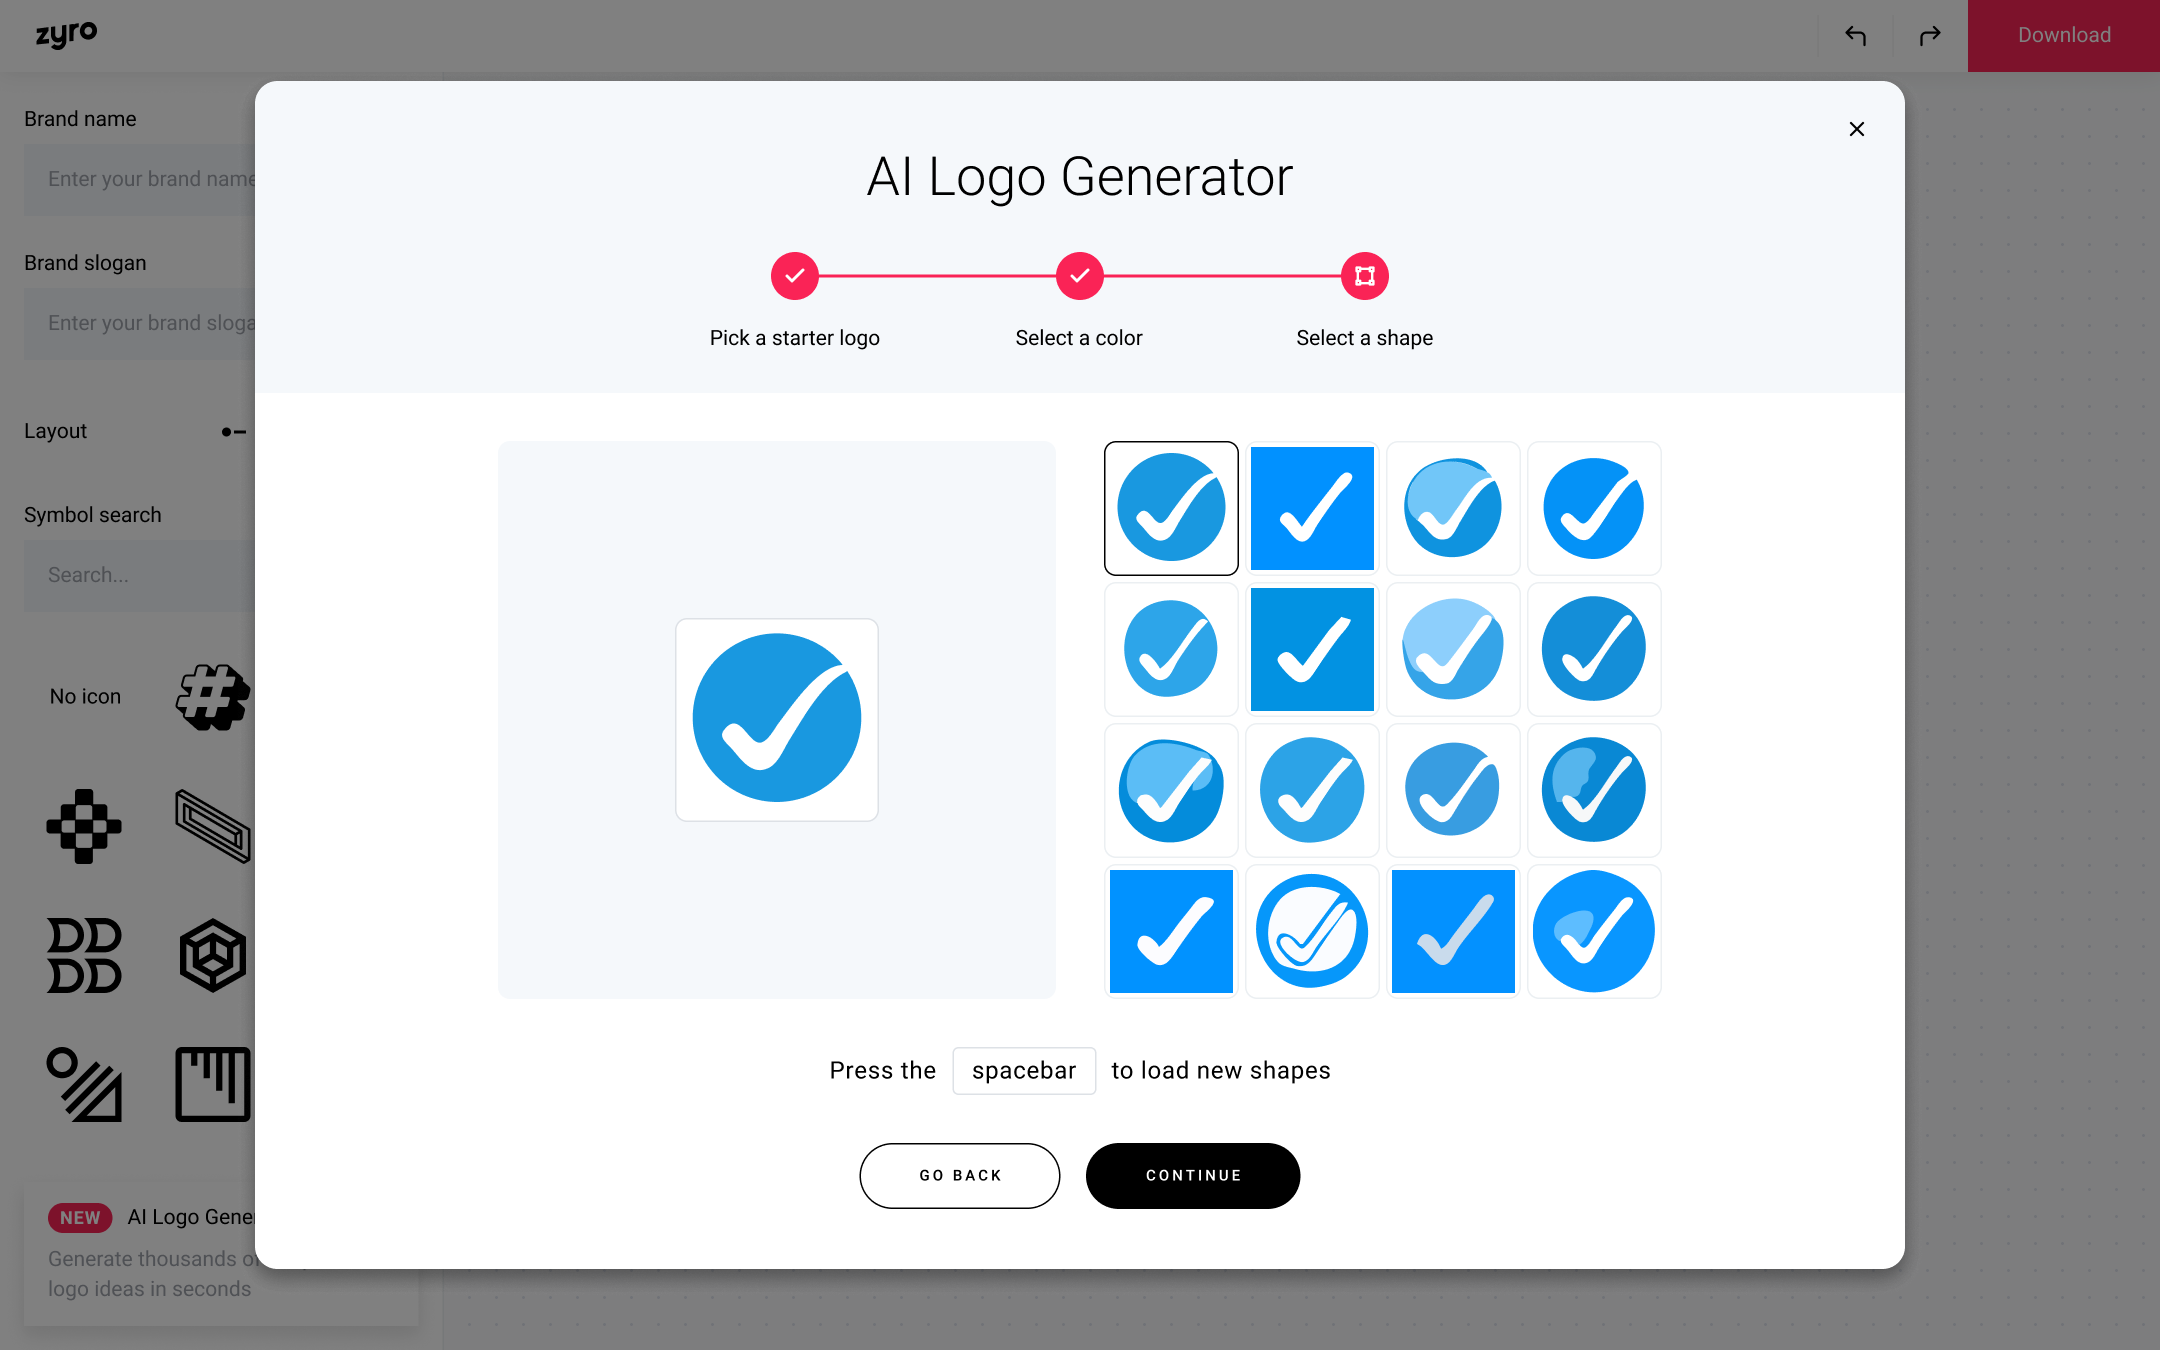 zyro
Download
Brand name
Enter your brand name
Brand slogan
Enter your brand sloga
Layout
Symbol search
Search...
No icon
NEW AI Logo Gene
Generate thousands of
logo ideas in seconds
AI Logo Generator
Pick a starter logo
Select a color
Select a shape
Press the spacebar to load new shapes
GO BACK
CONTINUE